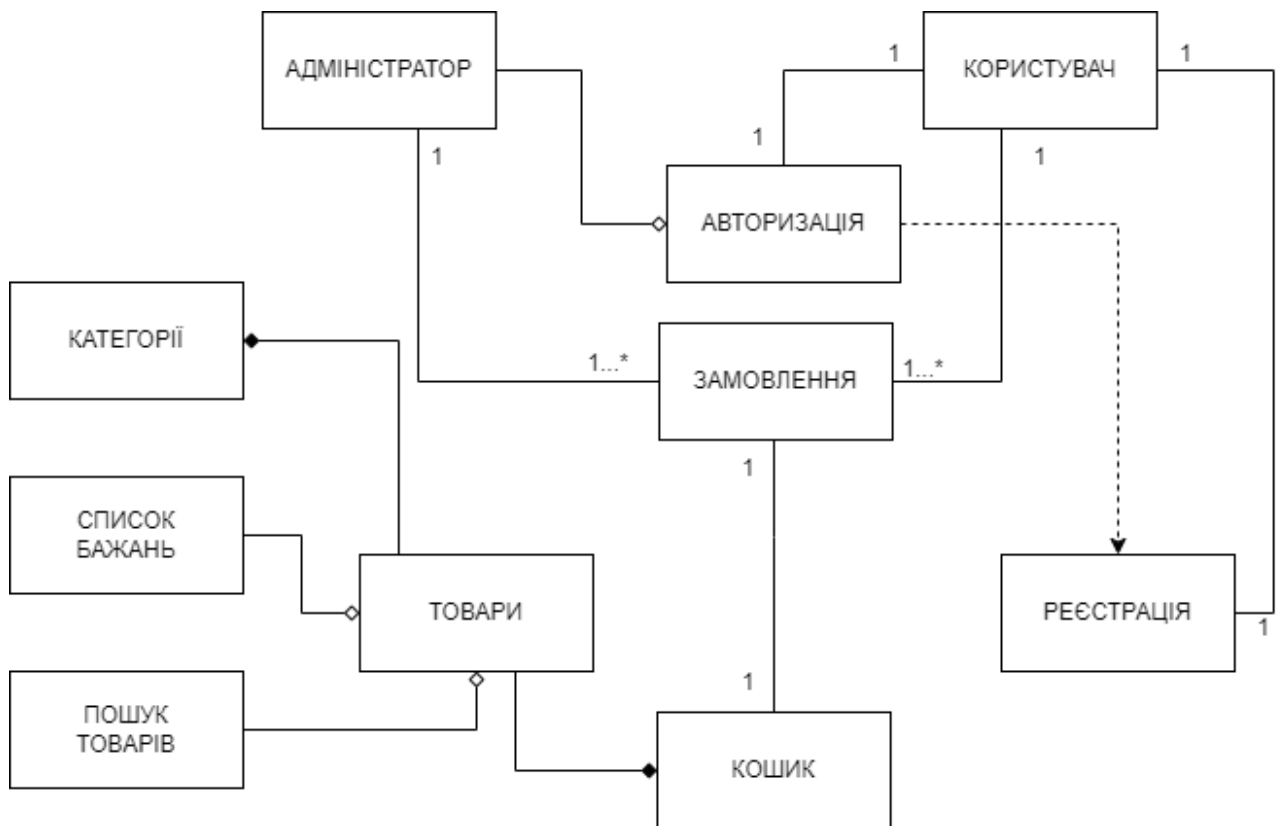 АДМІНІСТРАТОР
1
КОРИСТУВАЧ
1
1
1
1
АВТОРИЗАЦІЯ
КАТЕГОРІЇ
1...*
ЗАМОВЛЕННЯ
1...*
1
СПИСОК
БАЖАНЬ
ТОВАРИ
РЕЄСТРАЦІЯ
1
1
ПОШУК
ТОВАРІВ
КОШИК